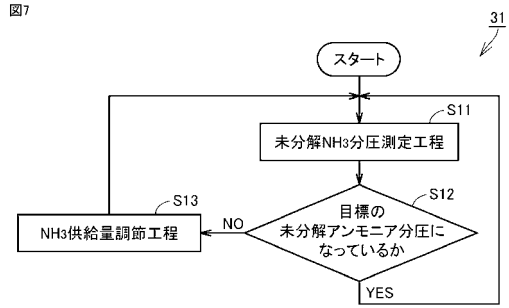 図7
31
スタート
S11
未分解NH3分圧測定工程
S12
目標の
未分解アンモニア分圧に
なっているか
S13
NO
NH3供給量調節工程
YES